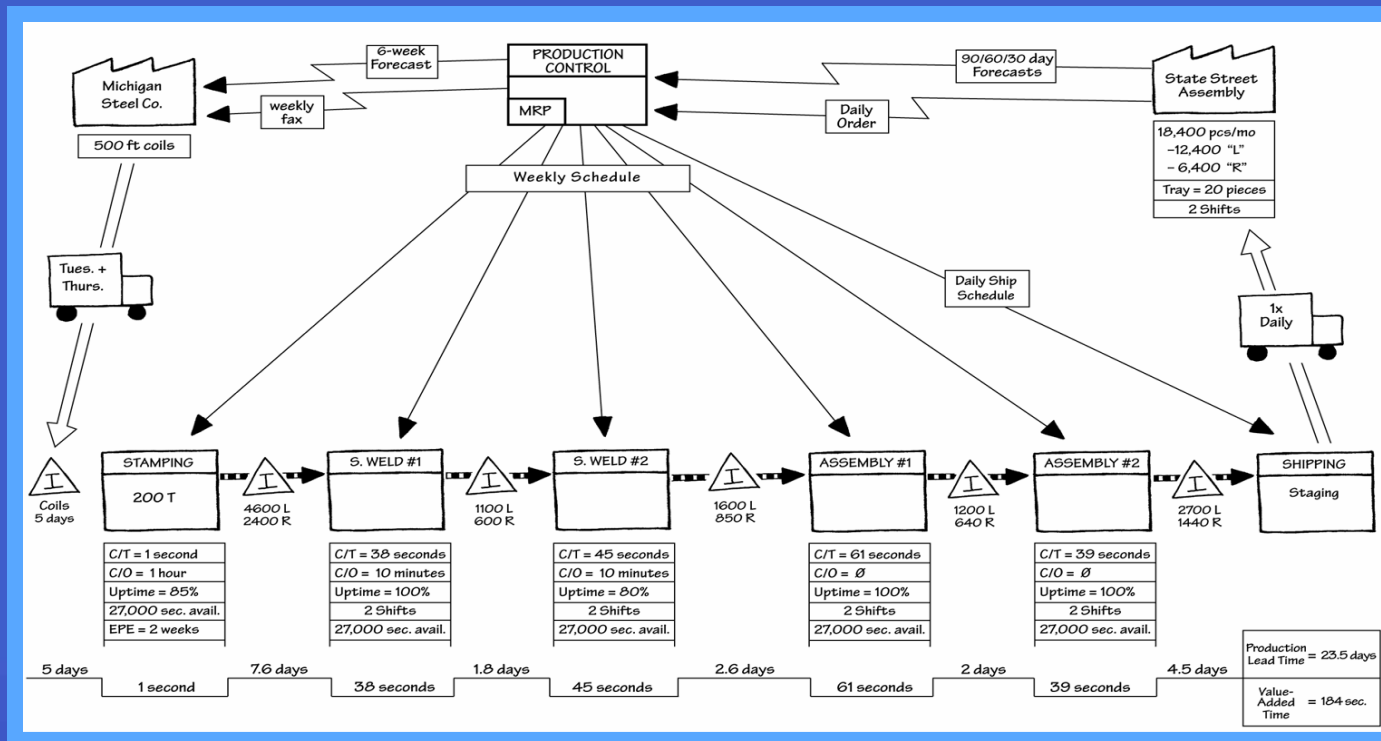 Michigan
Steel Co.
500 ft coils
6-week
Forecast
weekly
fax
PRODUCTION
CONTROL
MRP
90/60/30 day
Forecasts
Daily
Order
State Street
Assembly
18,400 pcs/mo
-12,400 "L"
- 6,400 "R"
Tray = 20 pieces
2 Shifts
Weekly Schedule
Tues. +
Thurs.
Daily Ship
Schedule
1x
Daily
I
Coils
5 days
STAMPING
200 T
I
4600 L
2400 R
S. WELD #1
I
1100 L
600 R
S. WELD #2
I
1600 L
850 R
ASSEMBLY #1
I
1200 L
640 R
ASSEMBLY #2
I
2700 L
1440 R
SHIPPING
Staging
C/T = 1 second
C/O = 1 hour
Uptime = 85%
27,000 sec. avail.
EPE = 2 weeks
C/T = 38 seconds
C/O = 10 minutes
Uptime = 100%
2 Shifts
27,000 sec. avail.
C/T = 45 seconds
C/O = 10 minutes
Uptime = 80%
2 Shifts
27,000 sec. avail.
C/T = 61 seconds
C/O = Ø
Uptime = 100%
2 Shifts
27,000 sec. avail.
C/T = 39 seconds
C/O = Ø
Uptime = 100%
2 Shifts
27,000 sec. avail.
5 days
1 second
7.6 days
38 seconds
1.8 days
45 seconds
2.6 days
61 seconds
2 days
39 seconds
4.5 days
Production
Lead Time = 23.5 days
Value-
Added = 184 sec.
Time